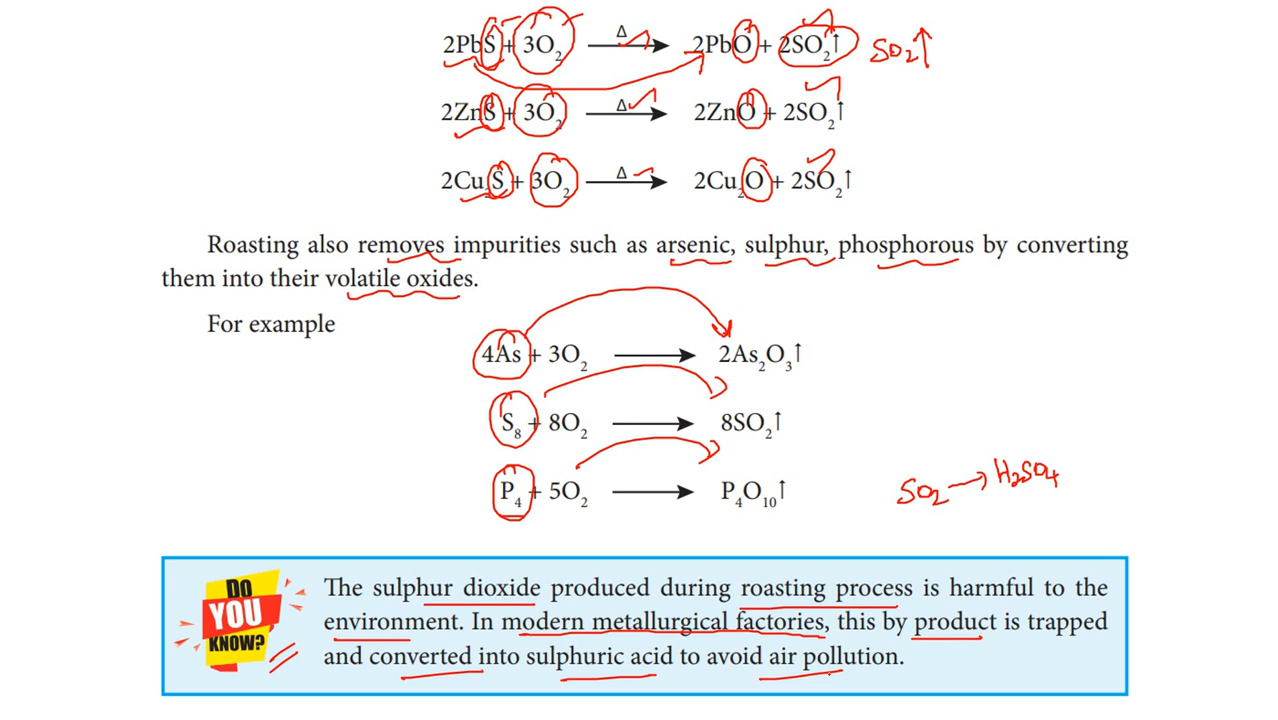 2PbS + 3O₂ —Δ→ 2PbO + 2SO₂↑ SO₂↑
2ZnS + 3O₂ —Δ→ 2ZnO + 2SO₂↑
2Cu₂S + 3O₂ —Δ→ 2Cu₂O + 2SO₂↑
Roasting also removes impurities such as arsenic, sulphur, phosphorous by converting
them into their volatile oxides.
For example
4As + 3O₂ → 2As₂O₃↑
S₈ + 8O₂ → 8SO₂↑
P₄ + 5O₂ → P₄O₁₀↑
SO₂ → H₂SO₄
DO
YOU
KNOW?
The sulphur dioxide produced during roasting process is harmful to the
environment. In modern metallurgical factories, this by product is trapped
and converted into sulphuric acid to avoid air pollution.